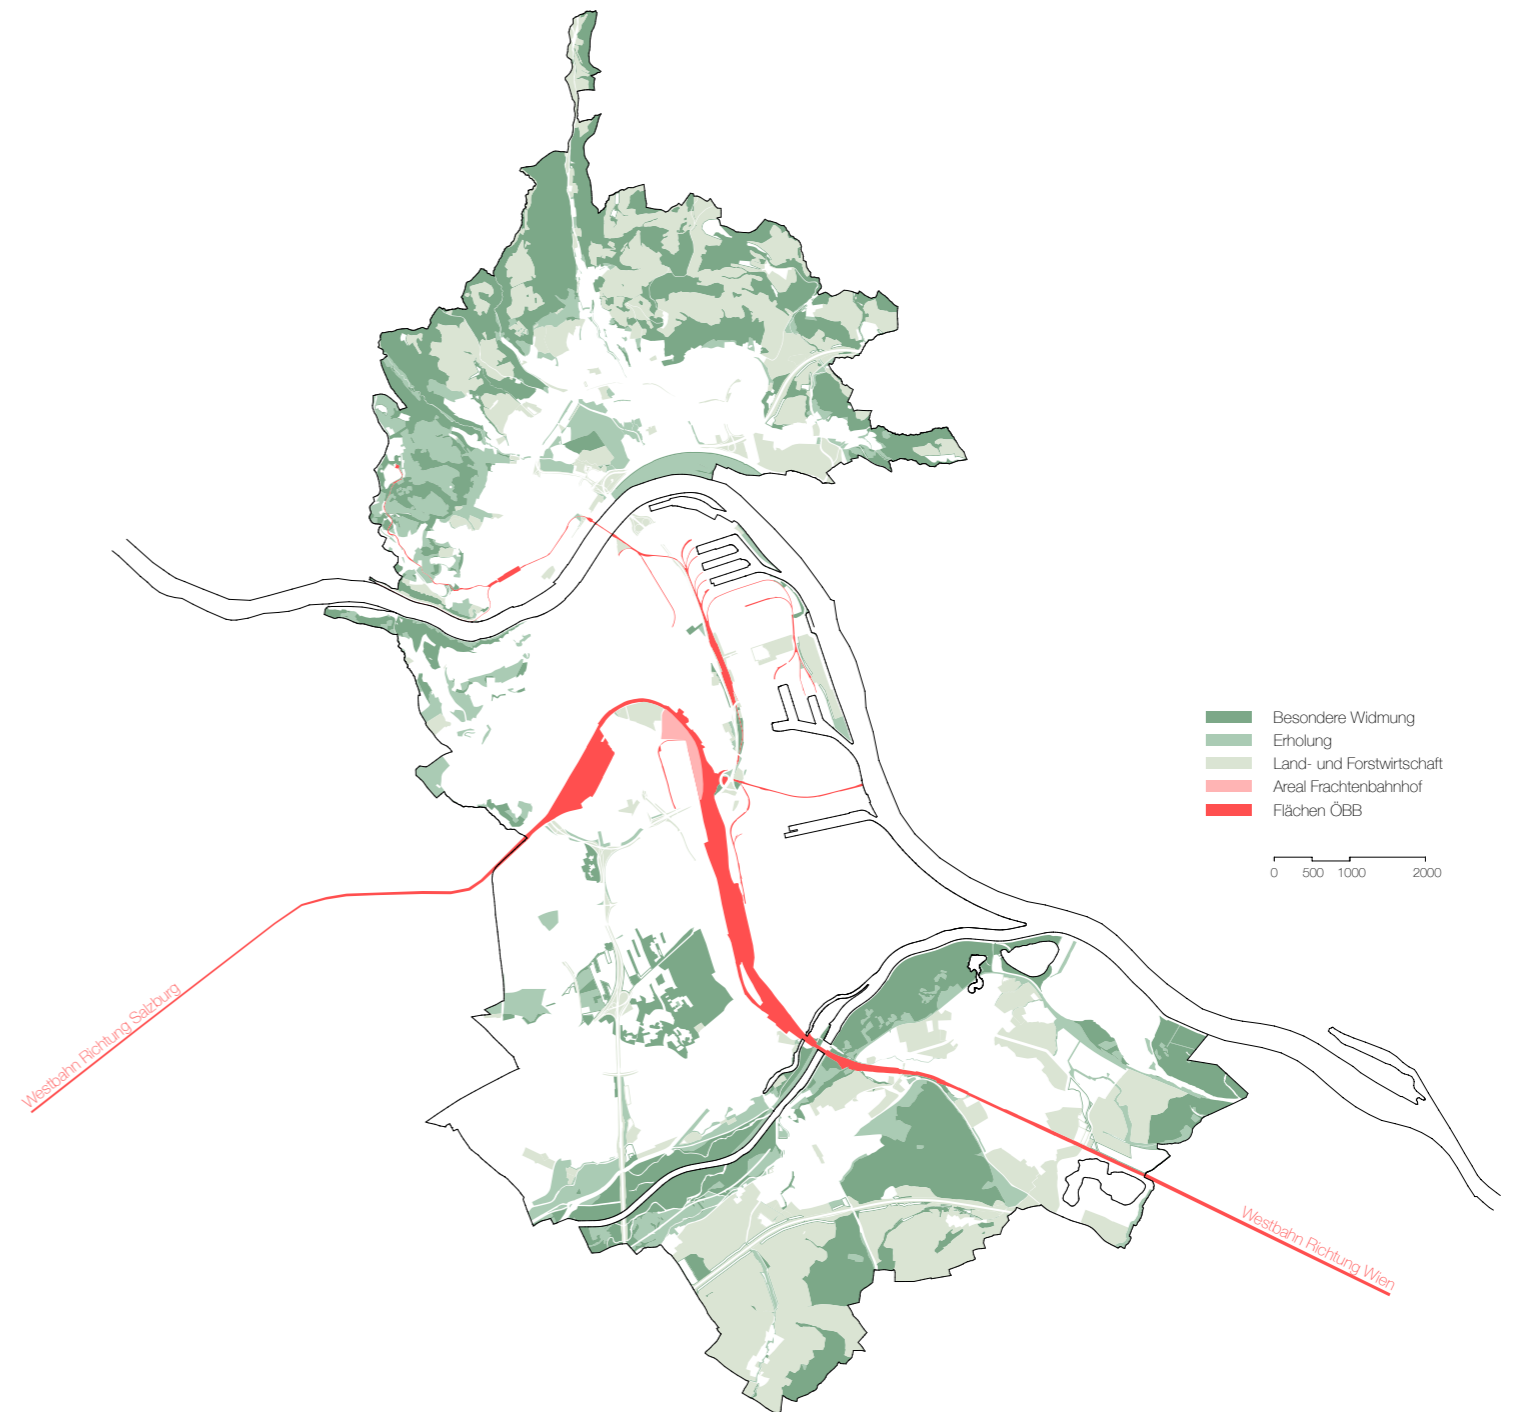 Besondere Widmung
Erholung
Land- und Forstwirtschaft
Areal Frachtenbahnhof
Flächen ÖBB
0 500 1000 2000
Westbahn Richtung Salzburg
Westbahn Richtung Wien